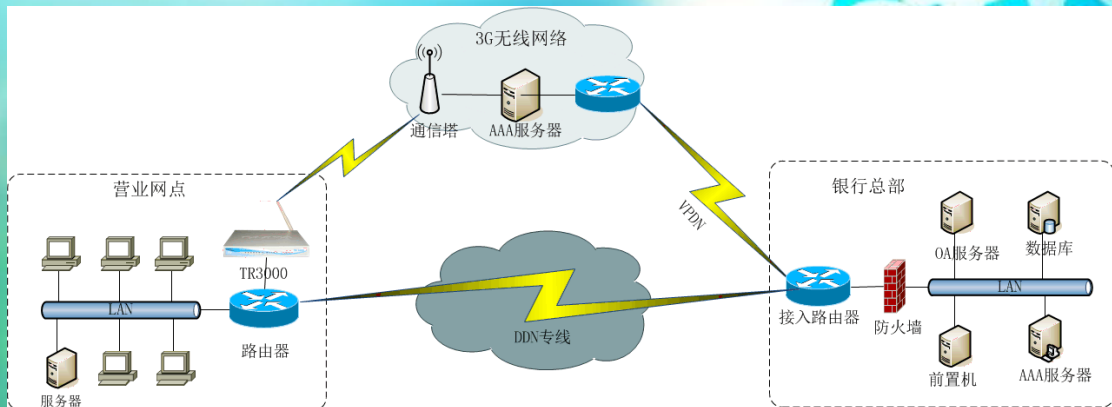 3G无线网络
通信塔
AAA服务器
营业网点
TR3000
LAN
路由器
服务器
VPDN
DDN专线
银行总部
OA服务器
数据库
LAN
接入路由器
防火墙
前置机
AAA服务器